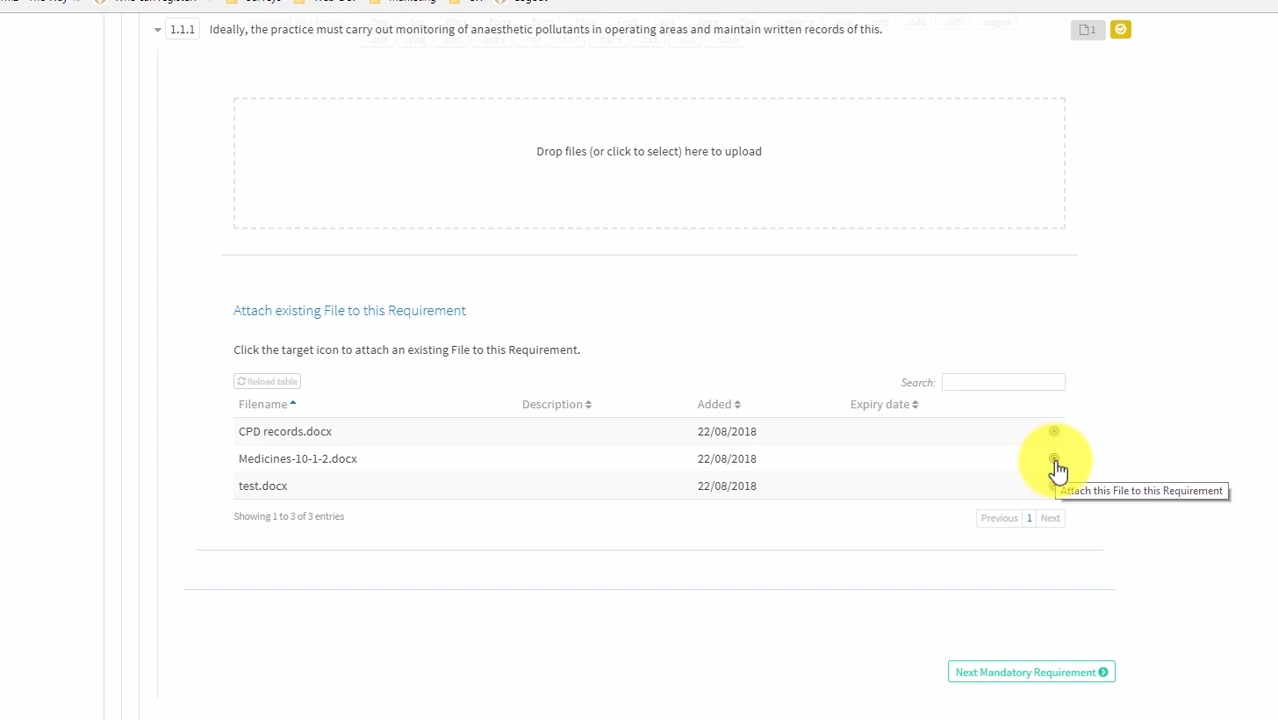 Logout
1.1.1 Ideally, the practice must carry out monitoring of anaesthetic pollutants in operating areas and maintain written records of this. 1
Drop files (or click to select) here to upload
Attach existing File to this Requirement
Click the target icon to attach an existing File to this Requirement.
Reload table Search:
Filename Description Added Expiry date
CPD records.docx 22/08/2018
Medicines-10-1-2.docx 22/08/2018
test.docx 22/08/2018
Attach this File to this Requirement
Showing 1 to 3 of 3 entries Previous 1 Next
Next Mandatory Requirement